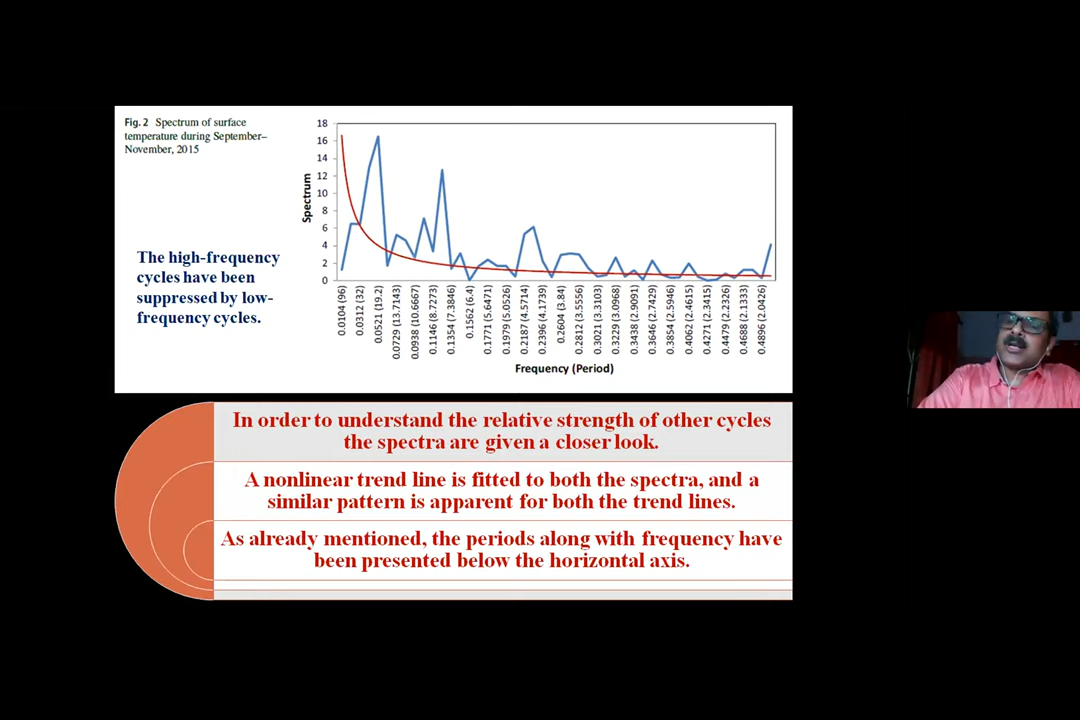 Fig. 2 Spectrum of surface
temperature during September–
November, 2015
The high-frequency
cycles have been
suppressed by low-
frequency cycles.
Spectrum
18
16
14
12
10
8
6
4
2
0
0.0104 (96)
0.0312 (32)
0.0521 (19.2)
0.0729 (13.7143)
0.0938 (10.6667)
0.1146 (8.7273)
0.1354 (7.3846)
0.1562 (6.4)
0.1771 (5.6471)
0.1979 (5.0526)
0.2187 (4.5714)
0.2396 (4.1739)
0.2604 (3.84)
0.2812 (3.5556)
0.3021 (3.3103)
0.3229 (3.0968)
0.3438 (2.9091)
0.3646 (2.7429)
0.3854 (2.5946)
0.4062 (2.4615)
0.4271 (2.3415)
0.4479 (2.2326)
0.4688 (2.1333)
0.4896 (2.0426)
Frequency (Period)
In order to understand the relative strength of other cycles
the spectra are given a closer look.
A nonlinear trend line is fitted to both the spectra, and a
similar pattern is apparent for both the trend lines.
As already mentioned, the periods along with frequency have
been presented below the horizontal axis.